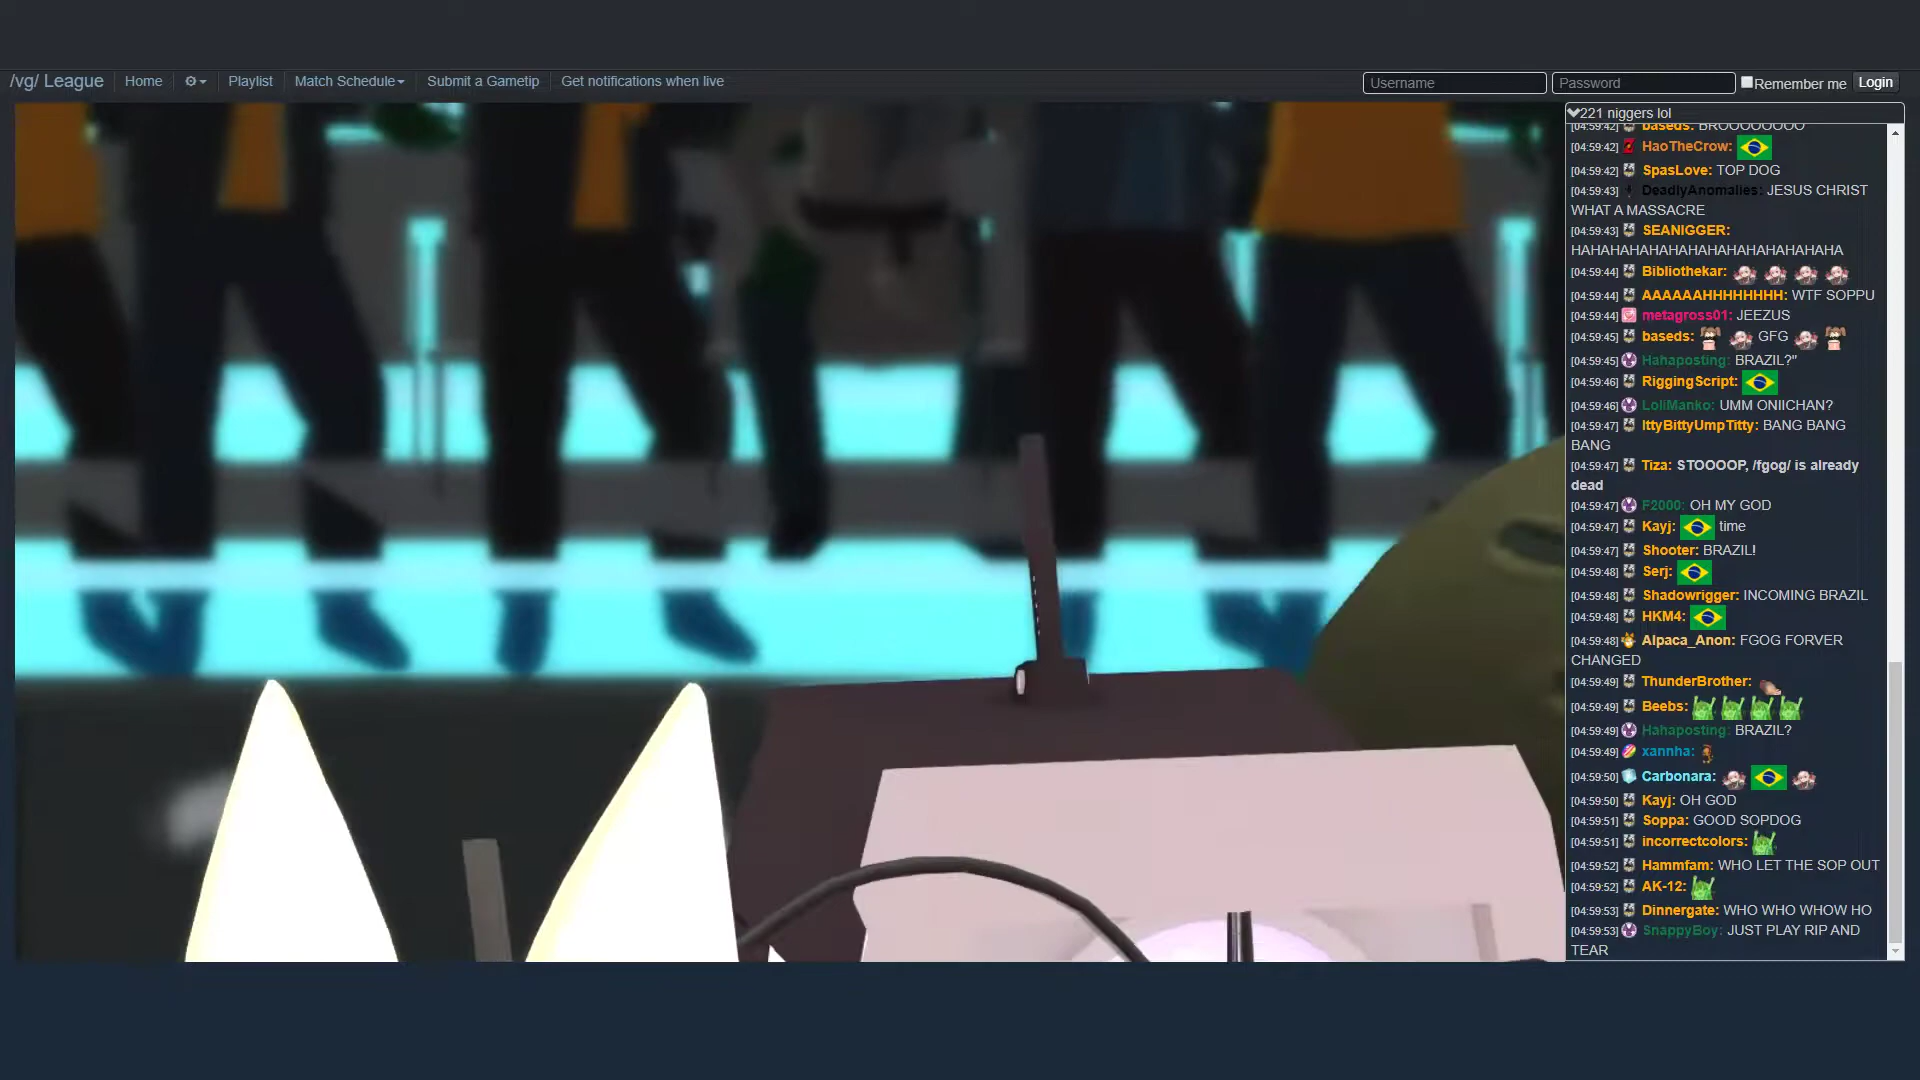 /vg/ League
Home
Playlist
Match Schedule
Submit a Gametip
Get notifications when live
Username
Password
Remember me
Login
221 niggers lol
[04:59:42] baseds: BROOOOOOO
[04:59:42] HaoTheCrow:
[04:59:42] SpasLove: TOP DOG
[04:59:43] DeadlyAnomalies: JESUS CHRIST
WHAT A MASSACRE
[04:59:43] SEANIGGER:
HAHAHAHAHAHAHAHAHAHAHAHAHA
[04:59:44] Bibliothekar:
[04:59:44] AAAAAAHHHHHHHH: WTF SOPPU
[04:59:44] metagross01: JEEZUS
[04:59:45] baseds: GFG
[04:59:45] Hahaposting: BRAZIL?"
[04:59:46] RiggingScript:
[04:59:46] LoliManko: UMM ONIICHAN?
[04:59:47] IttyBittyUmpTitty: BANG BANG
BANG
[04:59:47] Tiza: STOOOOP, /fgog/ is already
dead
[04:59:47] F2000: OH MY GOD
[04:59:47] Kayj: time
[04:59:47] Shooter: BRAZIL!
[04:59:48] Serj:
[04:59:48] Shadowrigger: INCOMING BRAZIL
[04:59:48] HKM4:
[04:59:48] Alpaca_Anon: FGOG FORVER
CHANGED
[04:59:49] ThunderBrother:
[04:59:49] Beebs:
[04:59:49] Hahaposting: BRAZIL?
[04:59:49] xannha:
[04:59:50] Carbonara:
[04:59:50] Kayj: OH GOD
[04:59:51] Soppa: GOOD SOPDOG
[04:59:51] incorrectcolors:
[04:59:52] Hammfam: WHO LET THE SOP OUT
[04:59:52] AK-12:
[04:59:53] Dinnergate: WHO WHO WHOW HO
[04:59:53] SnappyBoy: JUST PLAY RIP AND
TEAR